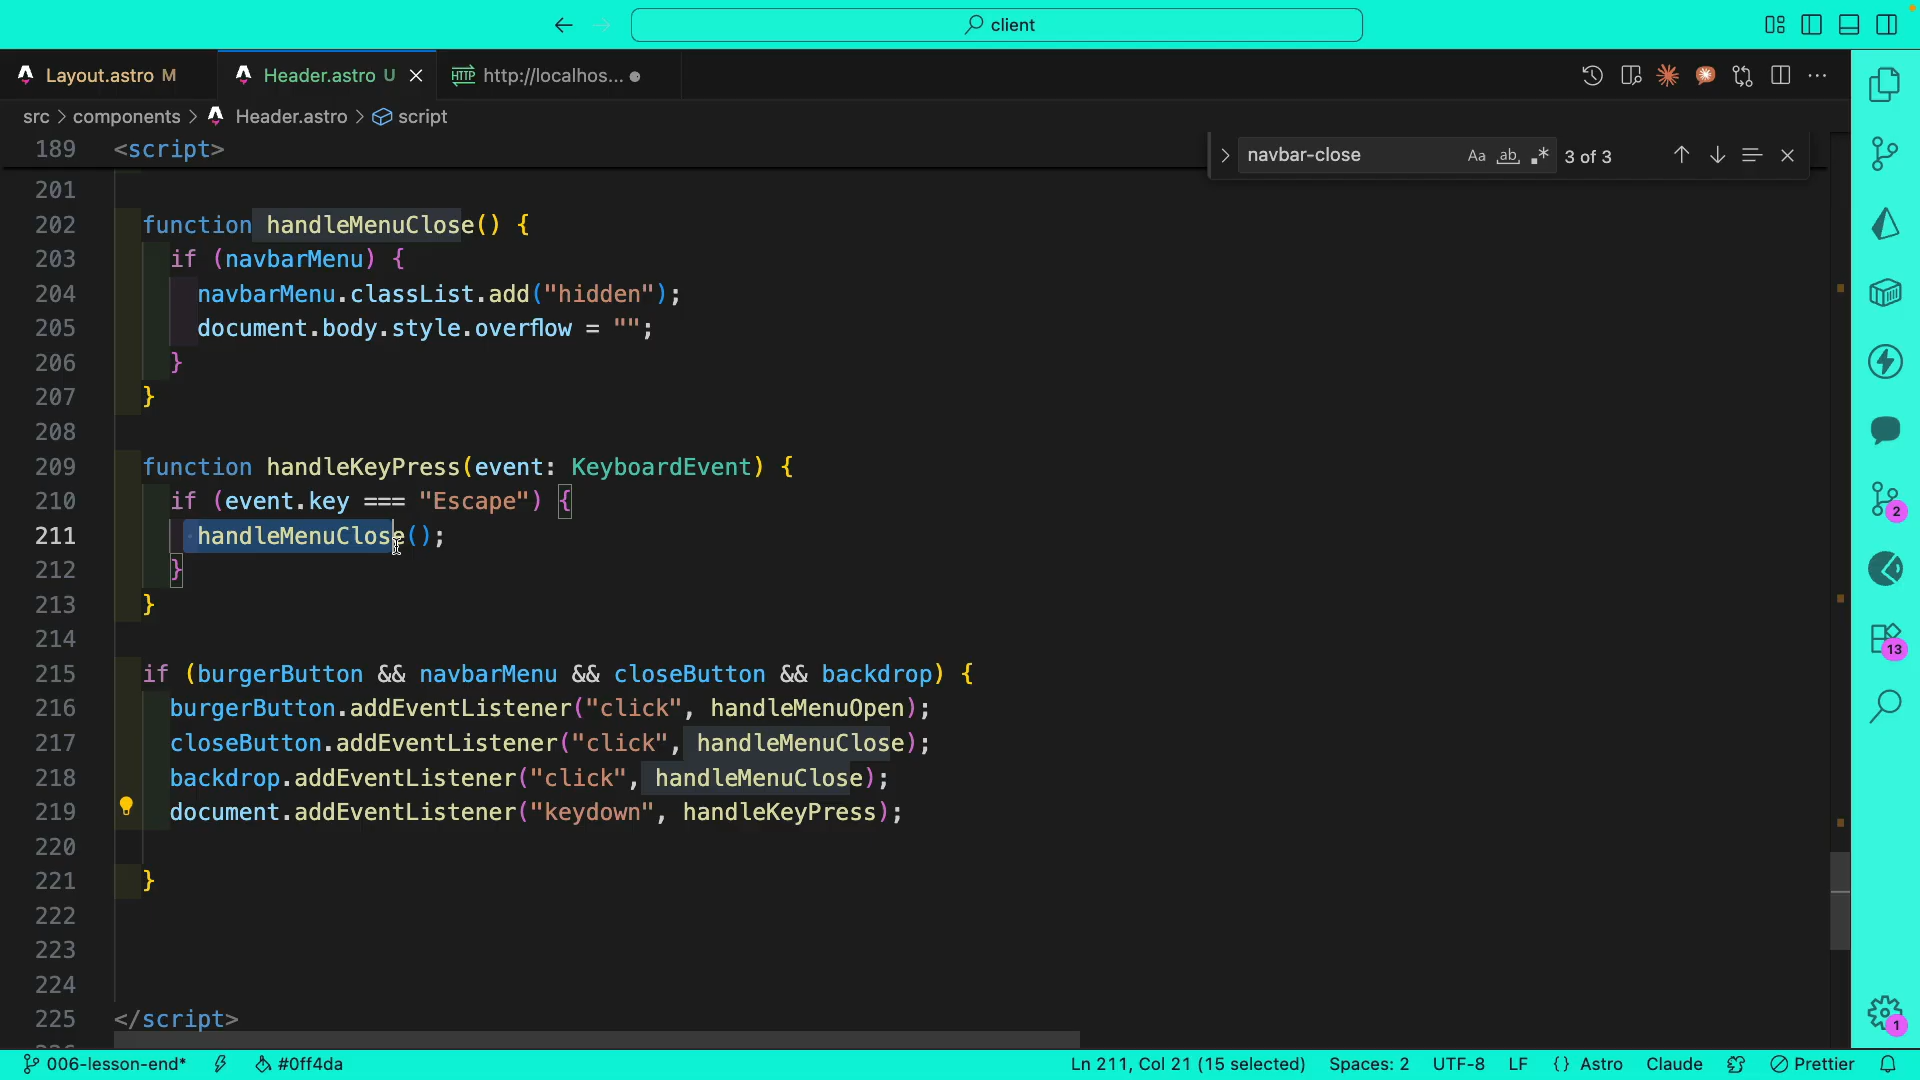 client
Layout.astro M
Header.astro U
http://localhos... ●
src > components > Header.astro > script
navbar-close
Aa ab .* 3 of 3
189 <script>
201
202 function handleMenuClose() {
203 if (navbarMenu) {
204 navbarMenu.classList.add("hidden");
205 document.body.style.overflow = "";
206 }
207 }
208
209 function handleKeyPress(event: KeyboardEvent) {
210 if (event.key === "Escape") {
211 handleMenuClose();
212 }
213 }
214
215 if (burgerButton && navbarMenu && closeButton && backdrop) {
216 burgerButton.addEventListener("click", handleMenuOpen);
217 closeButton.addEventListener("click", handleMenuClose);
218 backdrop.addEventListener("click", handleMenuClose);
219 document.addEventListener("keydown", handleKeyPress);
220
221 }
222
223
224
225 </script>
2
13
1
006-lesson-end* #0ff4da Ln 211, Col 21 (15 selected) Spaces: 2 UTF-8 LF {} Astro Claude Prettier